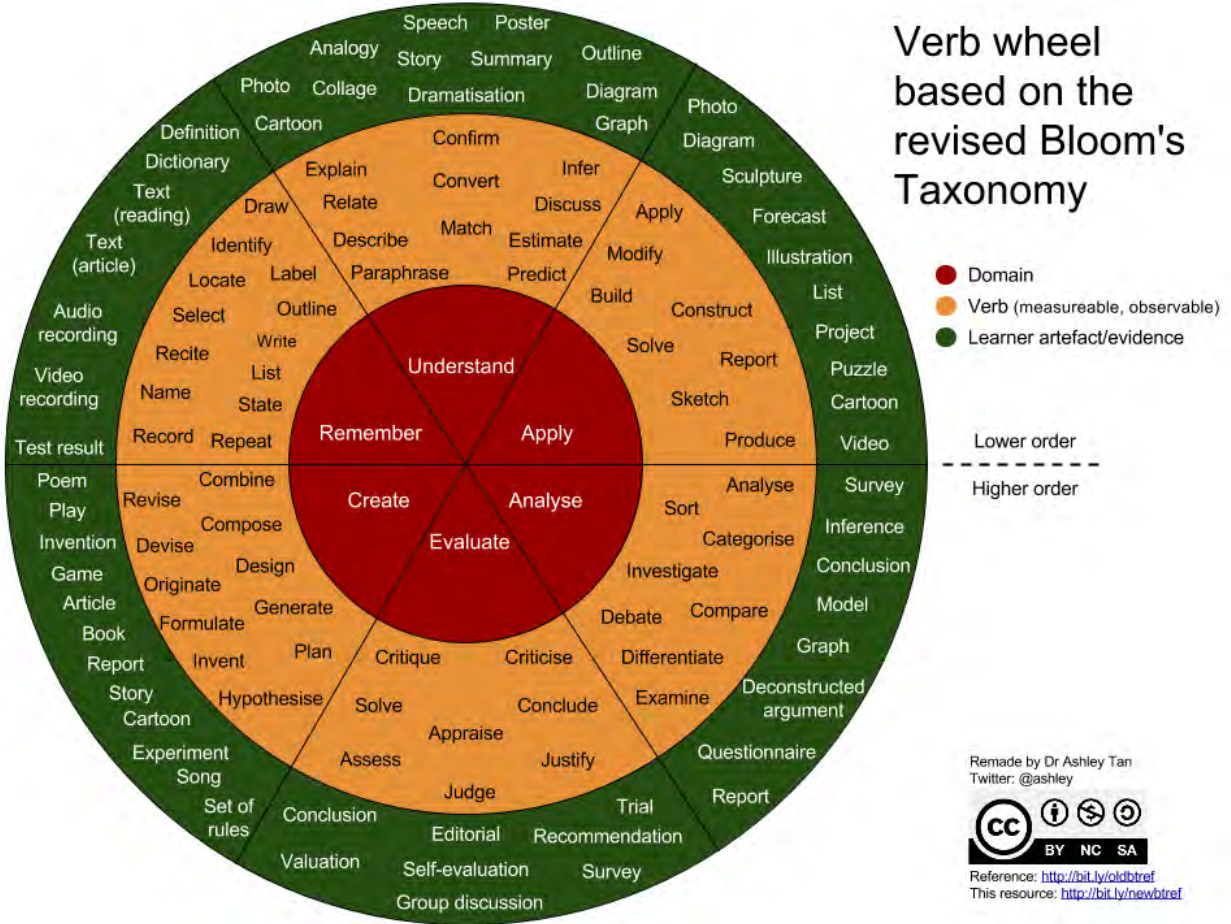 Verb wheel
based on the
revised Bloom's
Taxonomy
Domain
Verb (measureable, observable)
Learner artefact/evidence
Lower order
Higher order
Understand
Remember
Apply
Create
Analyse
Evaluate
Confirm
Explain
Infer
Convert
Relate
Discuss
Match
Describe
Estimate
Paraphrase
Predict
Speech
Poster
Analogy
Story
Summary
Outline
Photo
Collage
Dramatisation
Diagram
Cartoon
Graph
Apply
Modify
Build
Construct
Solve
Report
Sketch
Produce
Photo
Diagram
Sculpture
Forecast
Illustration
List
Project
Puzzle
Cartoon
Video
Analyse
Sort
Categorise
Investigate
Debate
Compare
Differentiate
Examine
Survey
Inference
Conclusion
Model
Graph
Deconstructed
argument
Questionnaire
Report
Critique
Criticise
Solve
Conclude
Appraise
Assess
Justify
Judge
Conclusion
Trial
Editorial
Recommendation
Valuation
Self-evaluation
Survey
Group discussion
Combine
Revise
Compose
Devise
Design
Originate
Generate
Formulate
Plan
Invent
Hypothesise
Poem
Play
Invention
Game
Article
Book
Report
Story
Cartoon
Experiment
Song
Set of
rules
Draw
Identify
Label
Locate
Outline
Select
Write
Recite
List
Name
State
Record
Repeat
Definition
Dictionary
Text
(reading)
Text
(article)
Audio
recording
Video
recording
Test result
Remade by Dr Ashley Tan
Twitter: @ashley
CC
BY NC SA
Reference: http://bit.ly/oldbtref
This resource: http://bit.ly/newbtref